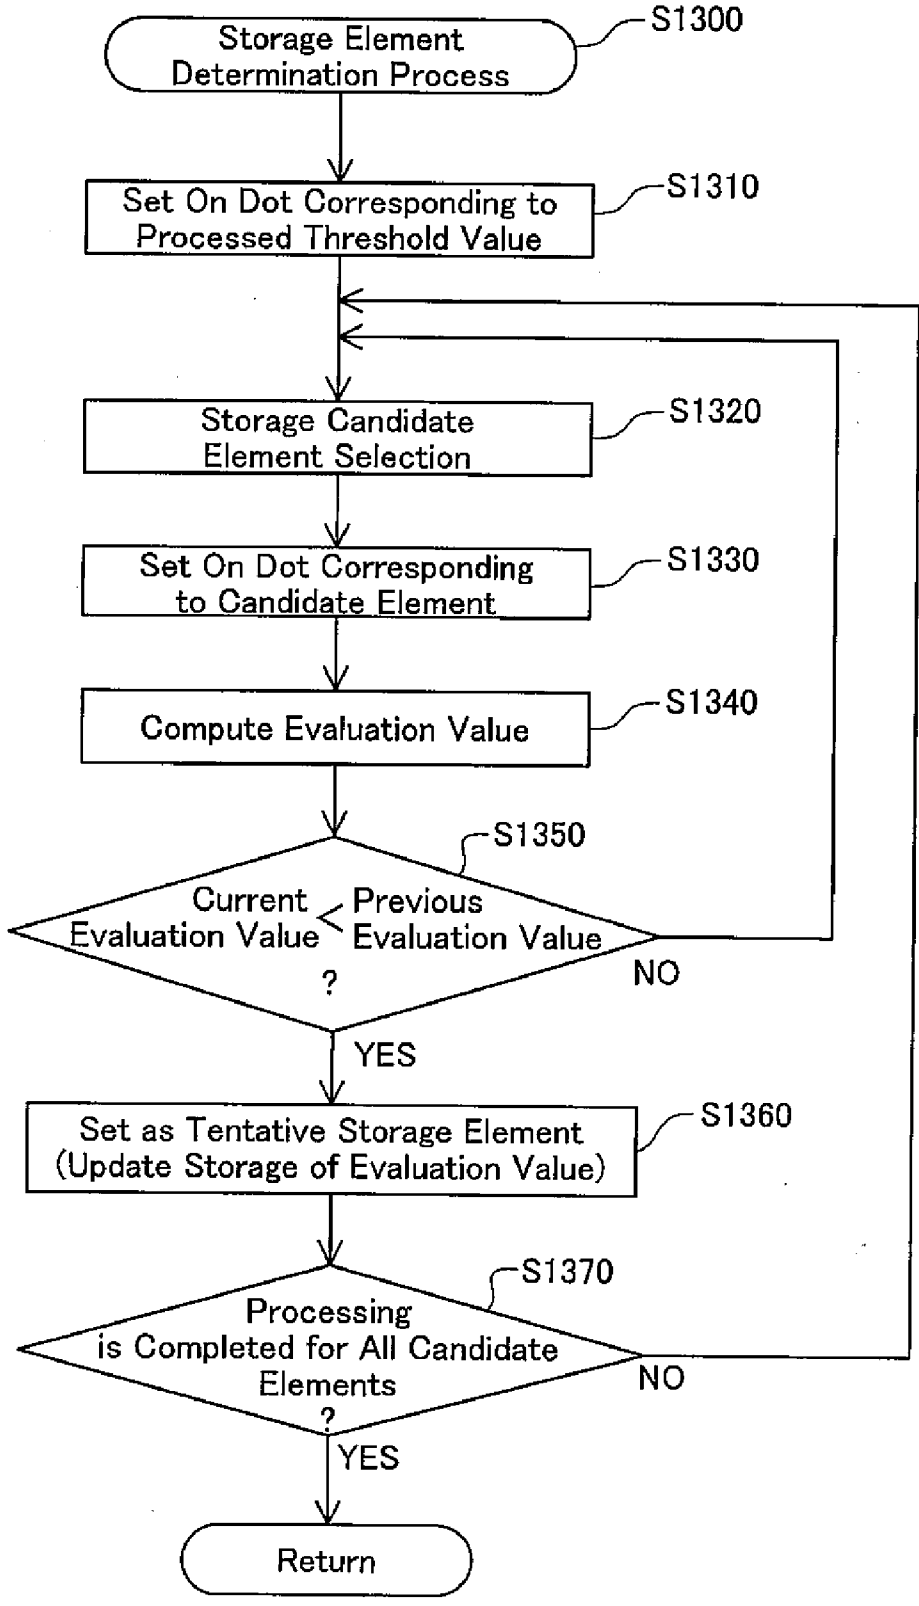 Storage Element
Determination Process
S1300
Set On Dot Corresponding to
Processed Threshold Value
S1310
Storage Candidate
Element Selection
S1320
Set On Dot Corresponding
to Candidate Element
S1330
Compute Evaluation Value
S1340
S1350
Current
Evaluation Value
<
Previous
Evaluation Value
?
NO
YES
Set as Tentative Storage Element
(Update Storage of Evaluation Value)
S1360
S1370
Processing
is Completed for All Candidate
Elements
?
NO
YES
Return